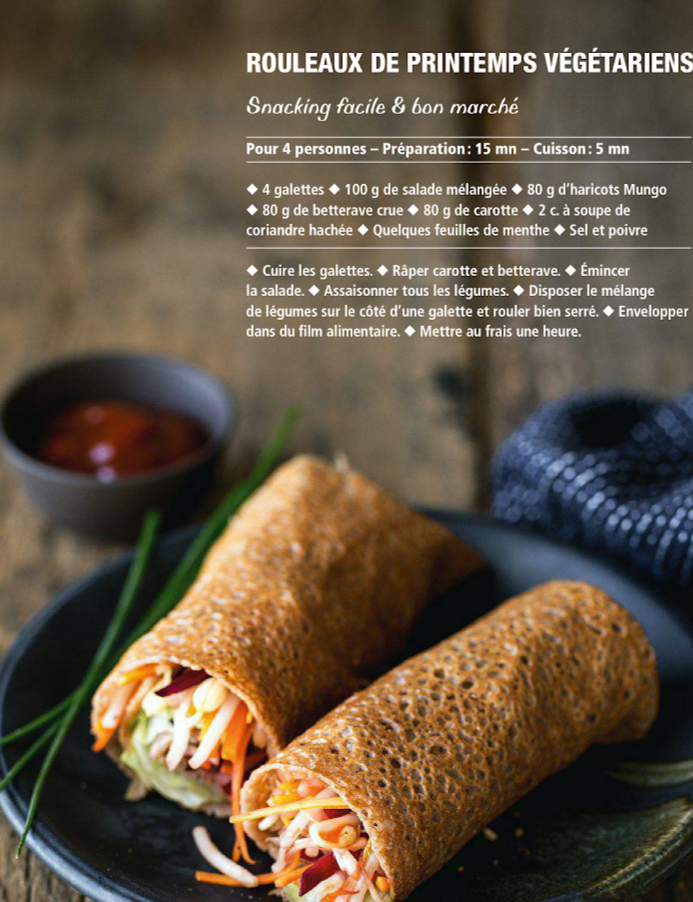 ROULEAUX DE PRINTEMPS VÉGÉTARIENS
Snacking facile & bon marché
Pour 4 personnes – Préparation : 15 mn – Cuisson : 5 mn
◆ 4 galettes ◆ 100 g de salade mélangée ◆ 80 g d'haricots Mungo
◆ 80 g de betterave crue ◆ 80 g de carotte ◆ 2 c. à soupe de
coriandre hachée ◆ Quelques feuilles de menthe ◆ Sel et poivre
◆ Cuire les galettes. ◆ Râper carotte et betterave. ◆ Émincer
la salade. ◆ Assaisonner tous les légumes. ◆ Disposer le mélange
de légumes sur le côté d'une galette et rouler bien serré. ◆ Envelopper
dans du film alimentaire. ◆ Mettre au frais une heure.